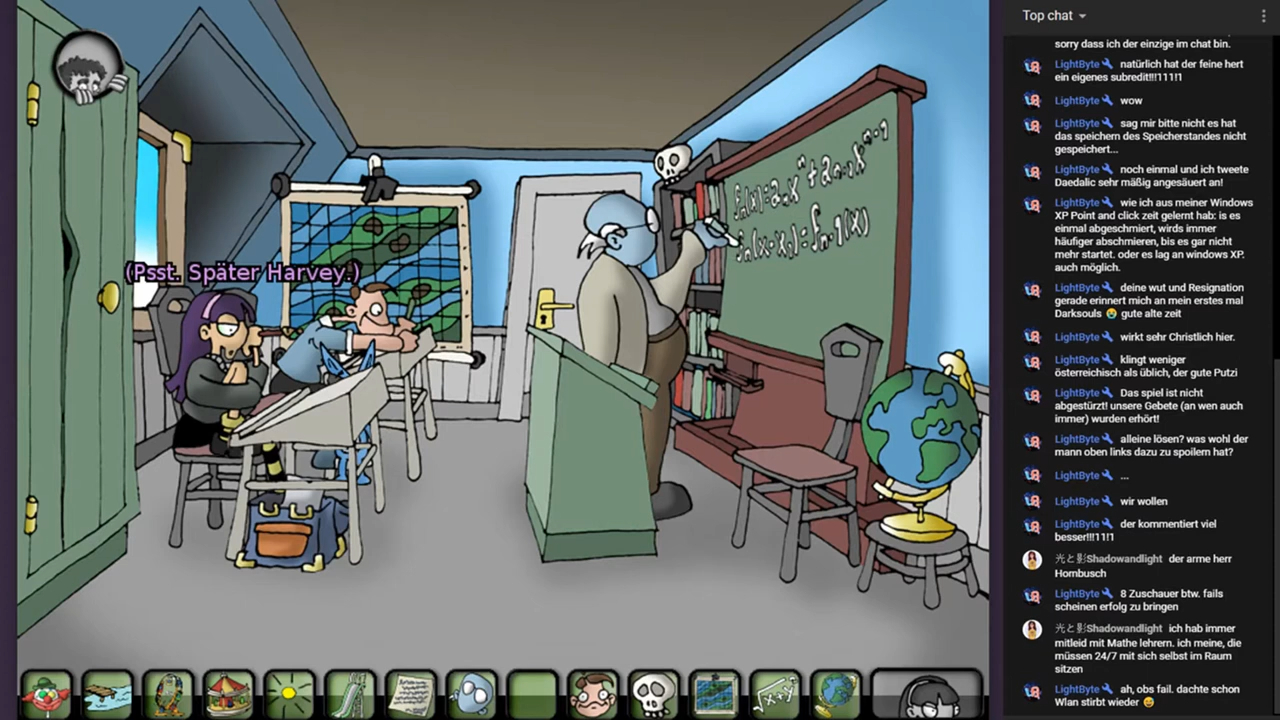 (Psst. Später Harvey.)
Top chat
sorry dass ich der einzige im chat bin.
LightByte natürlich hat der feine hert
ein eigenes subredit!!!111!1
LightByte wow
LightByte sag mir bitte nicht es hat
das speichern des Speicherstandes nicht
gespeichert...
LightByte noch einmal und ich tweete
Daedalic sehr mäßig angesäuert an!
LightByte wie ich aus meiner Windows
XP Point and click zeit gelernt hab: is es
einmal abgeschmiert, wirds immer
häufiger abschmieren, bis es gar nicht
mehr startet. oder es lag an windows XP.
auch möglich.
LightByte deine wut und Resignation
gerade erinnert mich an mein erstes mal
Darksouls 😭 gute alte zeit
LightByte wirkt sehr Christlich hier.
LightByte klingt weniger
österreichisch als üblich, der gute Putzi
LightByte Das spiel ist nicht
abgestürzt! unsere Gebete (an wen auch
immer) wurden erhört!
LightByte alleine lösen? was wohl der
mann oben links dazu zu spoilern hat?
LightByte ...
LightByte wir wollen
LightByte der kommentiert viel
besser!!!11!1
光と影Shadowandlight der arme herr
Hornbusch
LightByte 8 Zuschauer btw. fails
scheinen erfolg zu bringen
光と影Shadowandlight ich hab immer
mitleid mit Mathe lehrern. ich meine, die
müssen 24/7 mit sich selbst im Raum
sitzen
LightByte ah, obs fail. dachte schon
Wlan stirbt wieder 😅